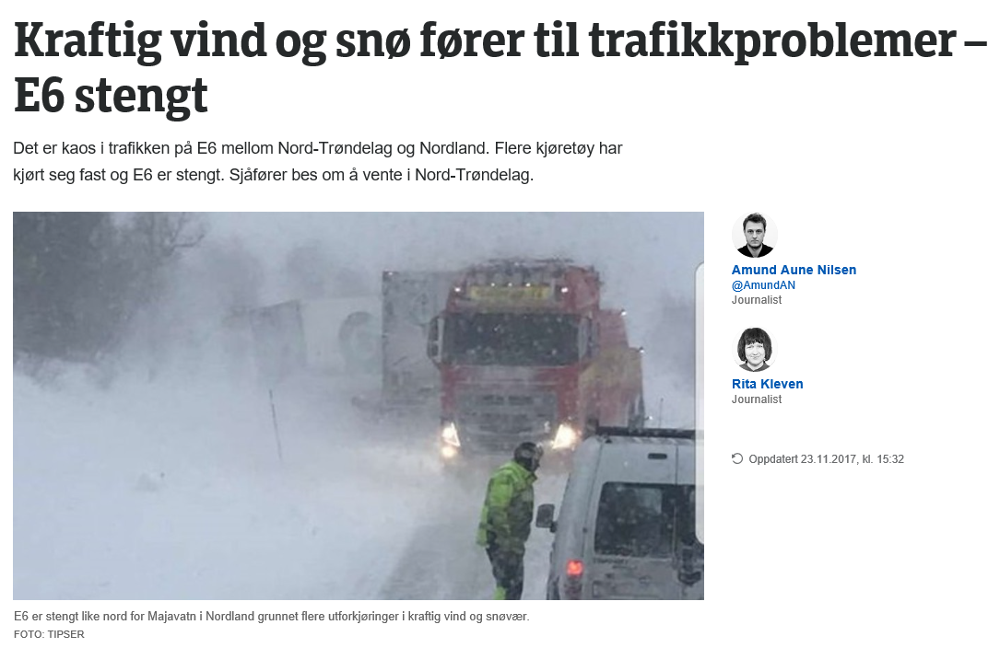 Kraftig vind og snø fører til trafikkproblemer –
E6 stengt
Det er kaos i trafikken på E6 mellom Nord-Trøndelag og Nordland. Flere kjøretøy har
kjørt seg fast og E6 er stengt. Sjåfører bes om å vente i Nord-Trøndelag.
Amund Aune Nilsen
@AmundAN
Journalist
Rita Kleven
Journalist
Oppdatert 23.11.2017, kl. 15:32
E6 er stengt like nord for Majavatn i Nordland grunnet flere utforkjøringer i kraftig vind og snøvær.
FOTO: TIPSER